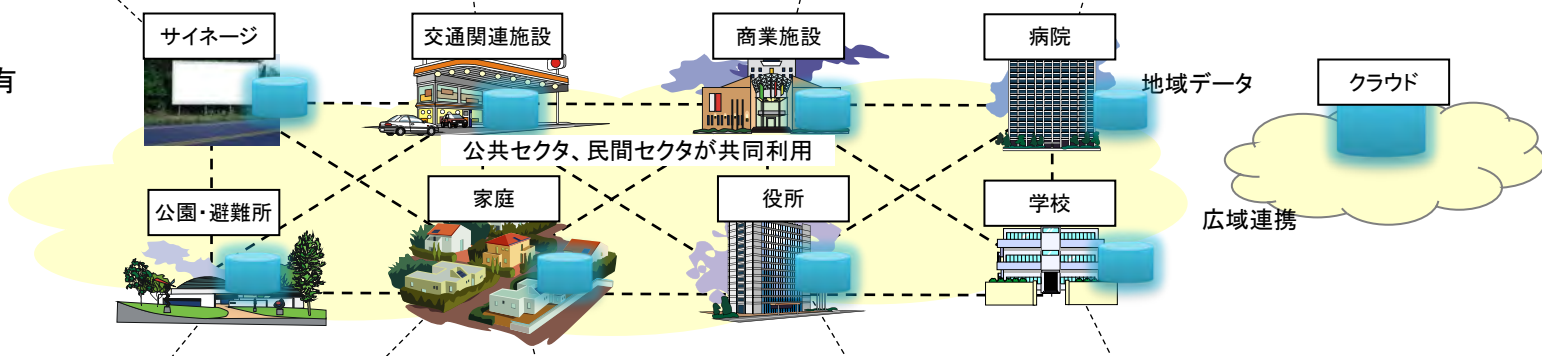 サイネージ
交通関連施設
商業施設
病院
有
地域データ
クラウド
公共セクタ、民間セクタが共同利用
公園・避難所
家庭
役所
学校
広域連携